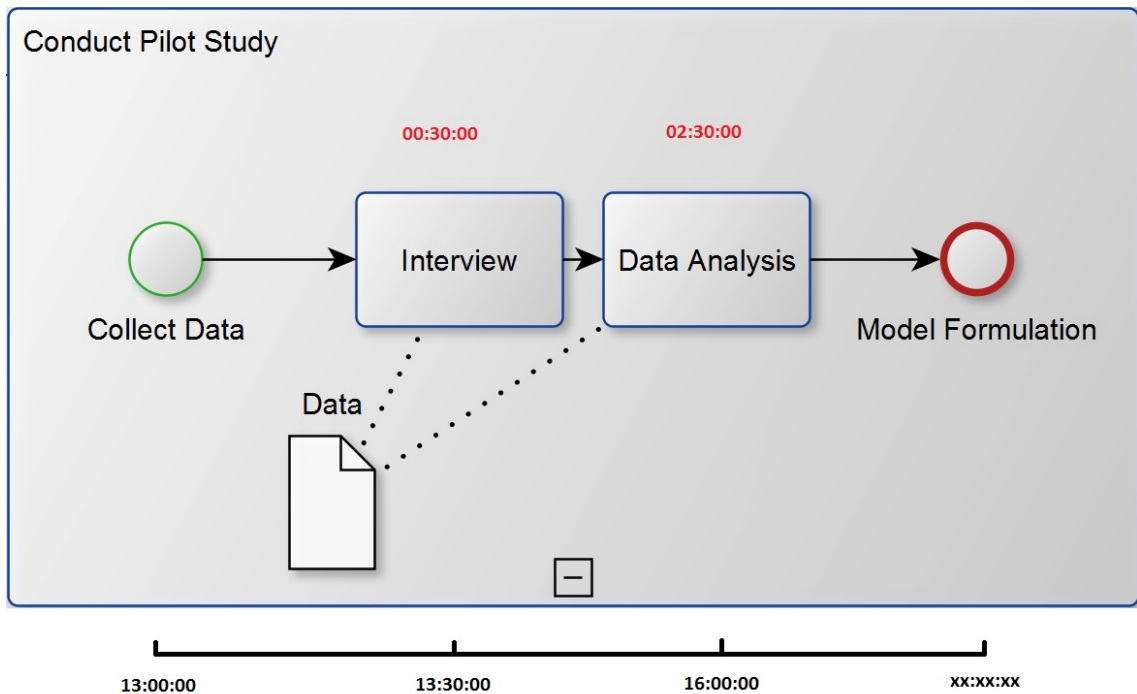 Conduct Pilot Study
00:30:00
02:30:00
Interview
Data Analysis
Collect Data
Model Formulation
Data
13:00:00
13:30:00
16:00:00
xx:xx:xx